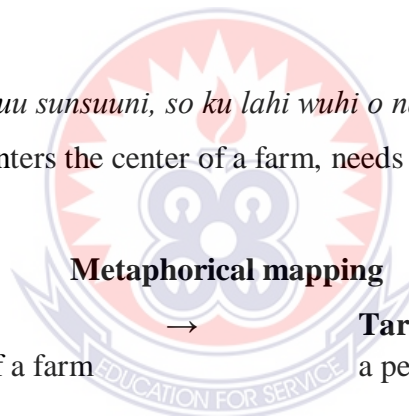 uu sunsuuni, so ku lahi wuhi o n
nters the center of a farm, needs
Metaphorical mapping
→ Tar
f a farm a pe
EDUCATION FOR SERVICE